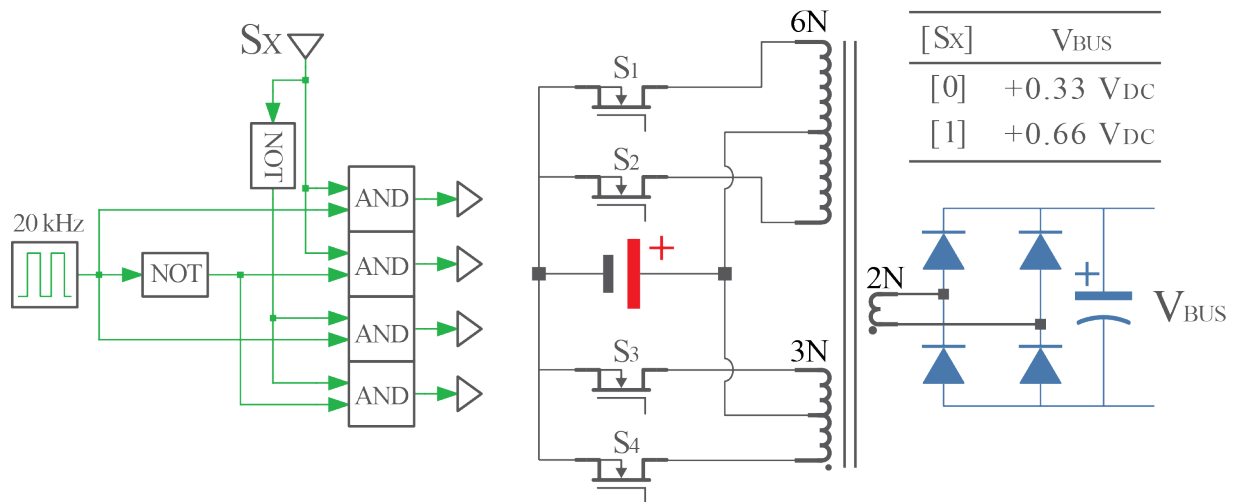 Sx
NOT
20 kHz
NOT
AND
AND
AND
AND
S1
S2
+
S3
S4
6N
3N
2N
[Sx] VBUS
[0] +0.33 VDC
[1] +0.66 VDC
+
VBUS